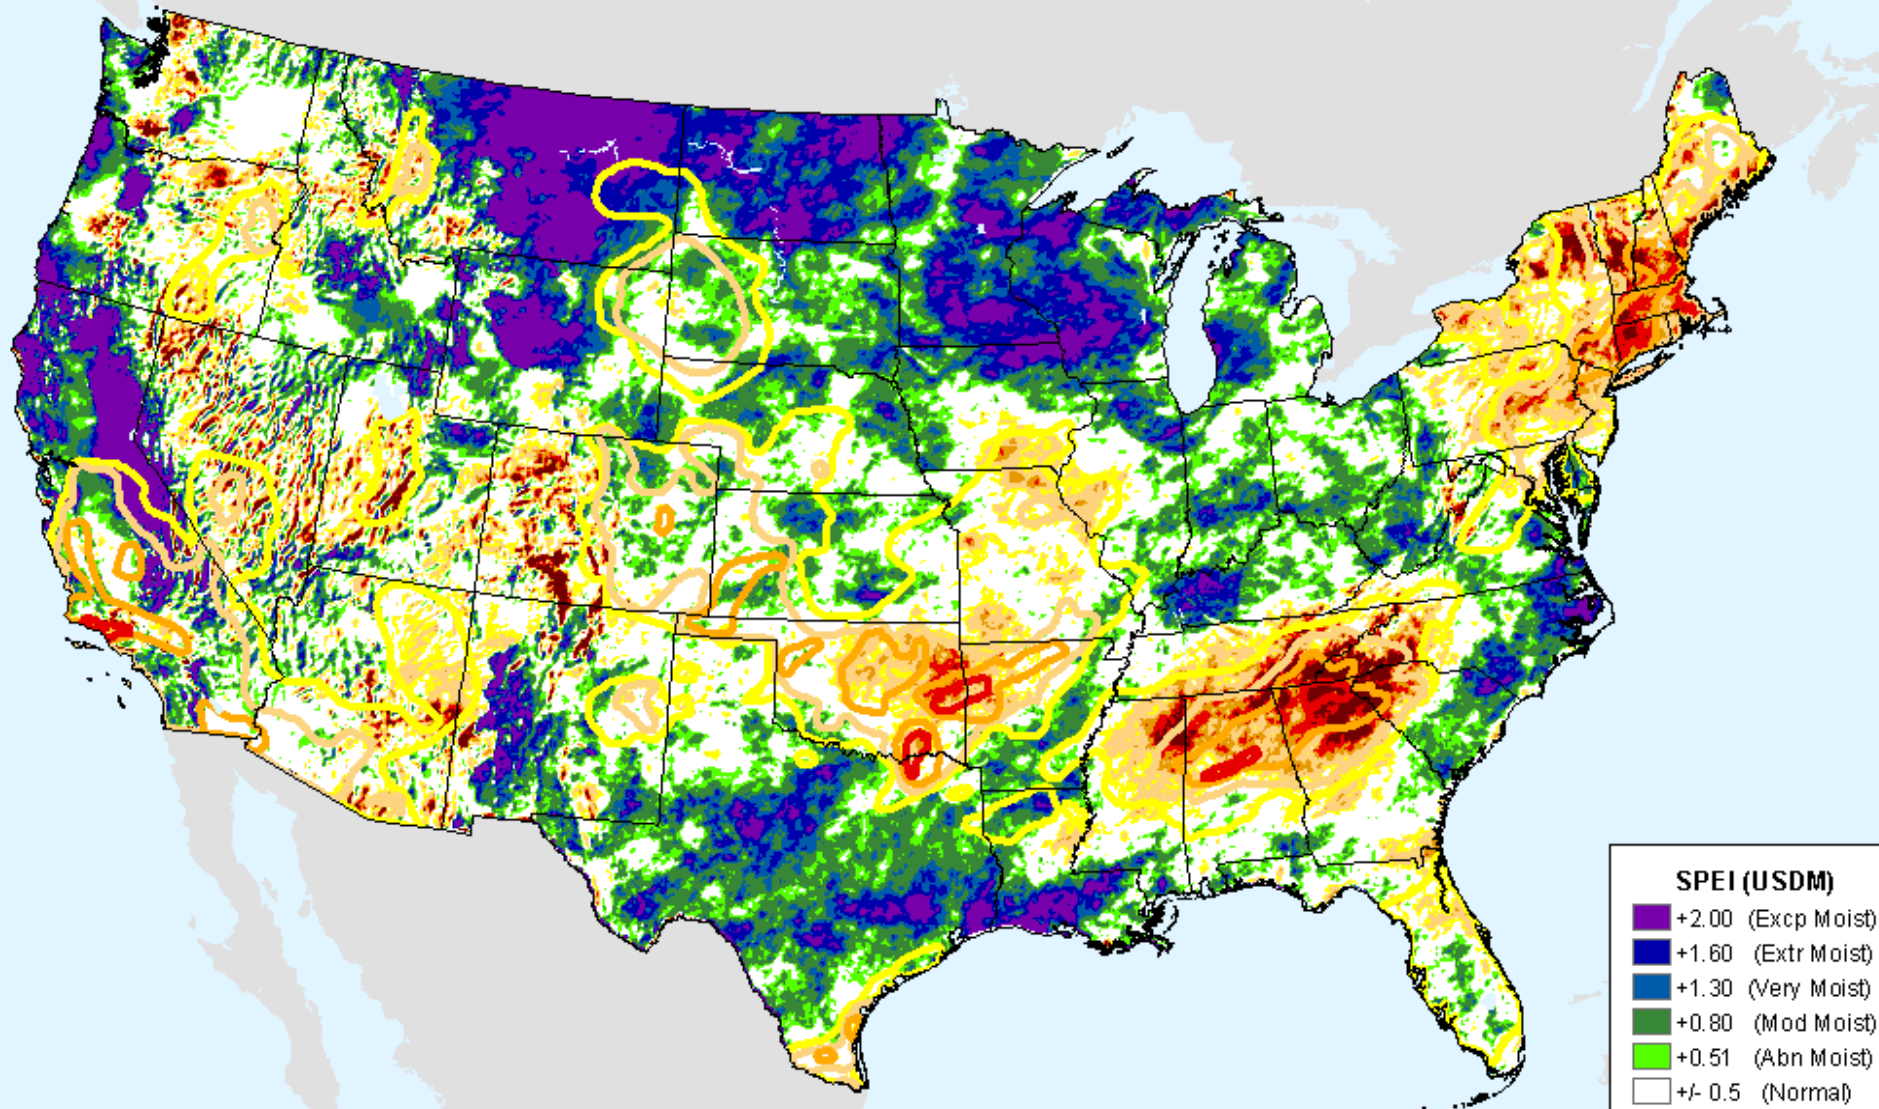 SPEI (USDM)
+2.00 (Excp Moist)
+1.60 (Extr Moist)
+1.30 (Very Moist)
+0.80 (Mod Moist)
+0.51 (Abn Moist)
+/- 0.5 (Normal)